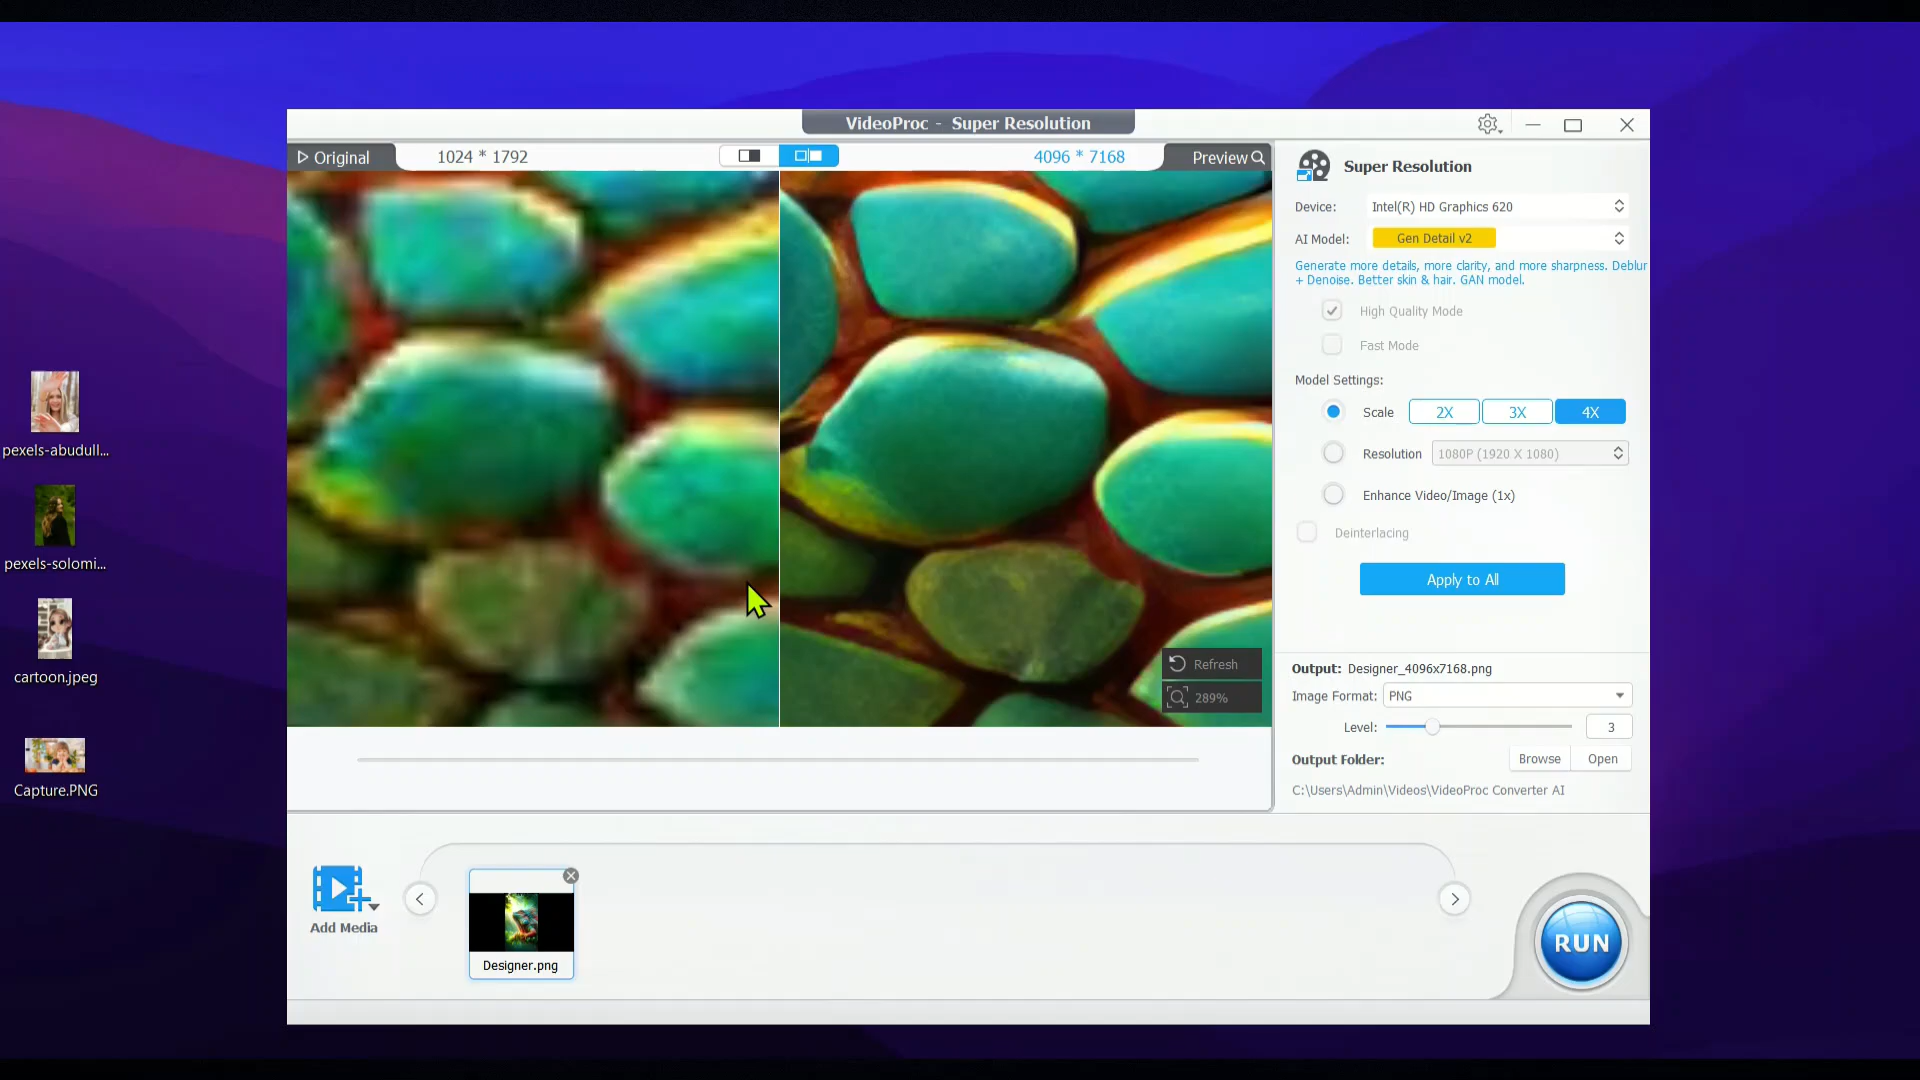 VideoProc - Super Resolution
Original
1024 * 1792
4096 * 7168
Preview
Super Resolution
Device: Intel(R) HD Graphics 620
AI Model: Gen Detail v2
Generate more details, more clarity, and more sharpness. Deblur
+ Denoise. Better skin & hair. GAN model.
High Quality Mode
Fast Mode
Model Settings:
Scale 2X 3X 4X
Resolution 1080P (1920 X 1080)
Enhance Video/Image (1x)
Deinterlacing
Apply to All
Refresh
289%
Output: Designer_4096x7168.png
Image Format: PNG
Level: 3
Output Folder: Browse Open
C:\Users\Admin\Videos\VideoProc Converter AI
Add Media
Designer.png
RUN
pexels-abudull...
pexels-solomi...
cartoon.jpeg
Capture.PNG